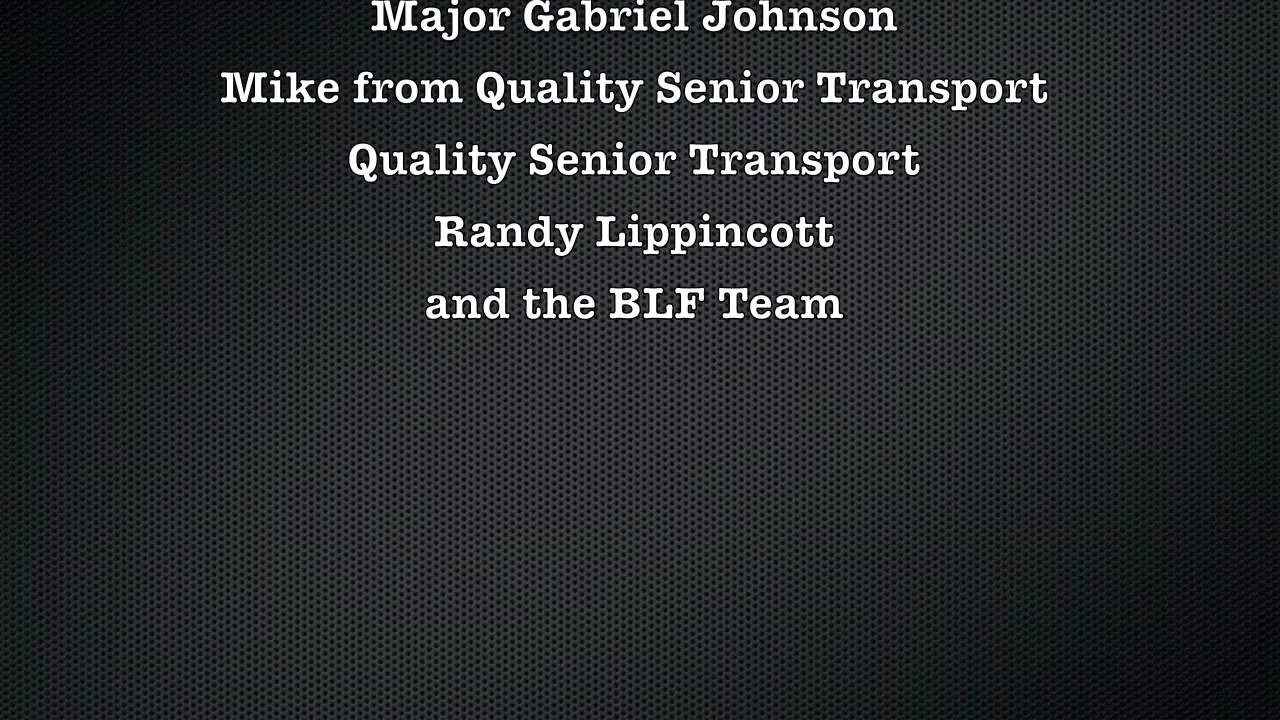 Major Gabriel Johnson
Mike from Quality Senior Transport
Quality Senior Transport
Randy Lippincott
and the BLF Team